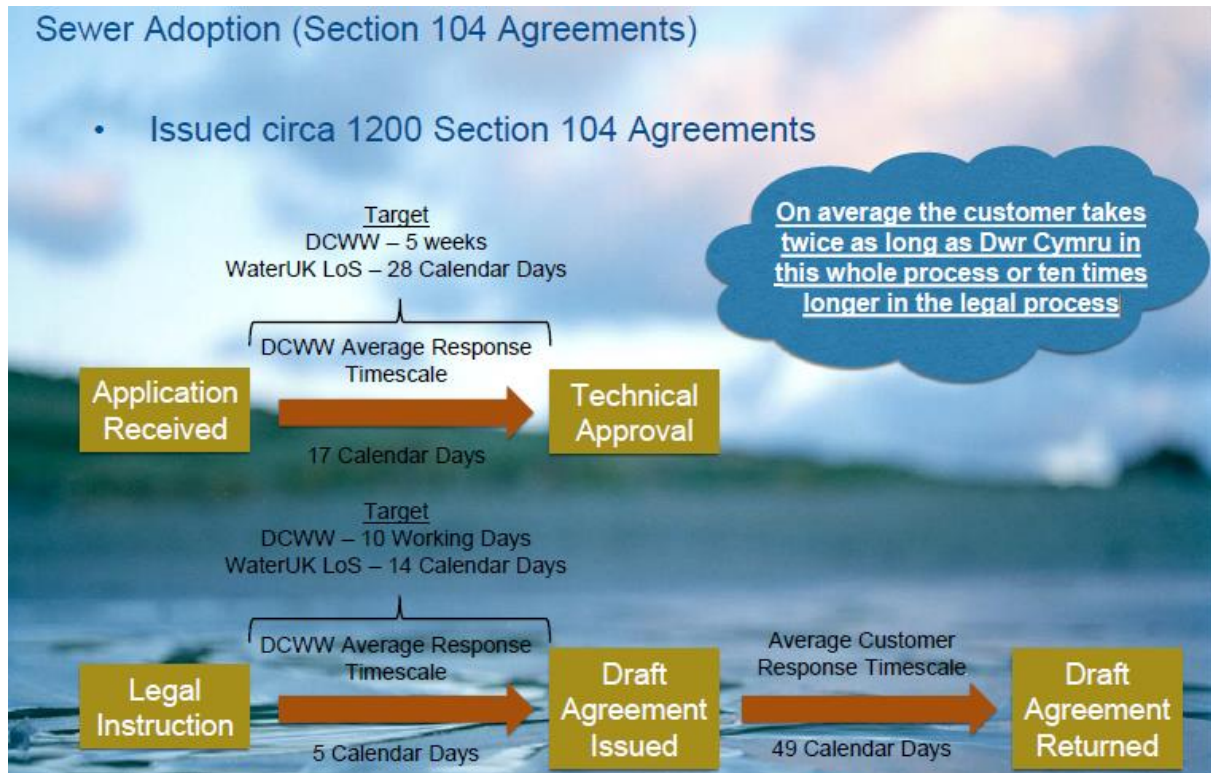 Sewer Adoption (Section 104 Agreements)
• Issued circa 1200 Section 104 Agreements
On average the customer takes
twice as long as Dwr Cymru in
this whole process or ten times
longer in the legal process
Target
DCWW – 5 weeks
WaterUK LoS – 28 Calendar Days
DCWW Average Response
Timescale
Application
Received
Technical
Approval
17 Calendar Days
Target
DCWW – 10 Working Days
WaterUK LoS – 14 Calendar Days
DCWW Average Response
Timescale
Average Customer
Response Timescale
Legal
Instruction
Draft
Agreement
Issued
Draft
Agreement
Returned
5 Calendar Days
49 Calendar Days